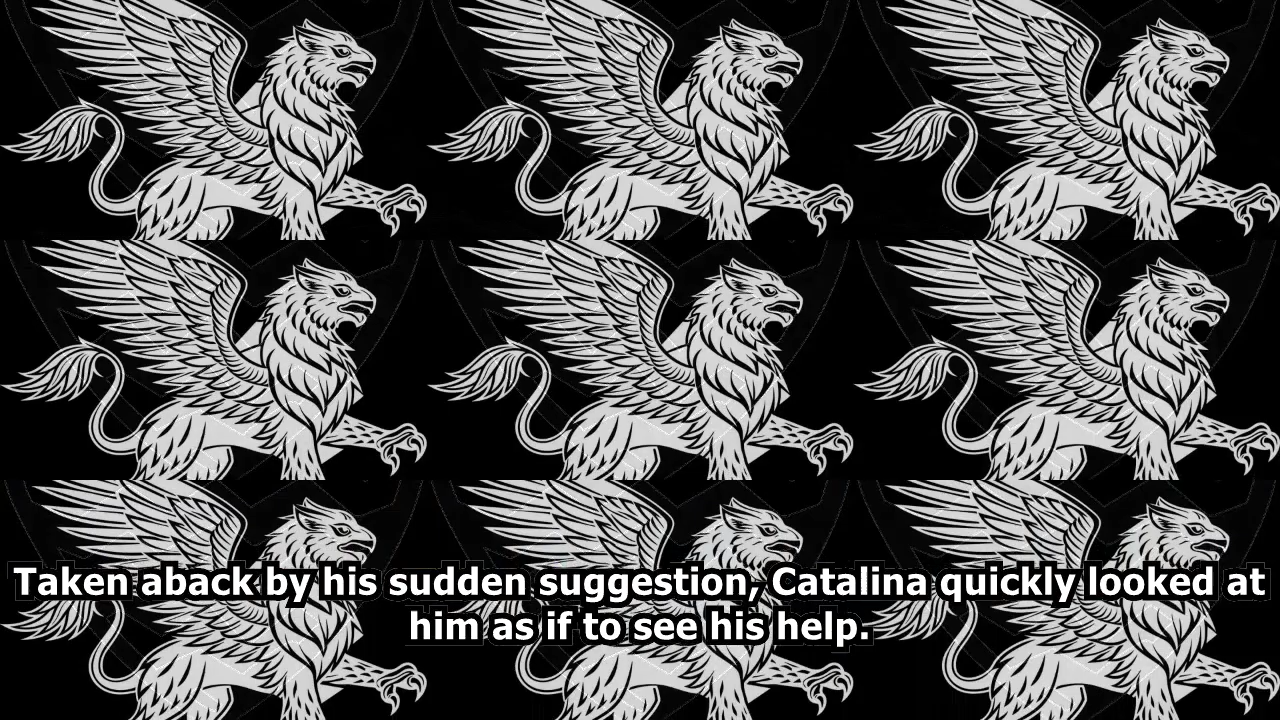 Taken aback by his sudden suggestion, Catalina quickly looked at
him as if to see his help.